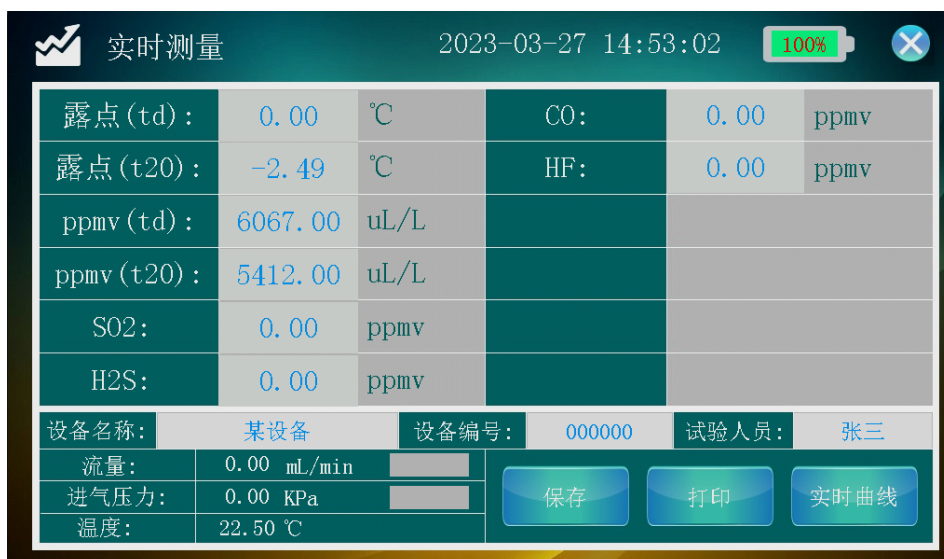 实时测量 2023-03-27 14:53:02 100%
露点(td): 0.00 ℃ CO: 0.00 ppmv
露点(t20): -2.49 ℃ HF: 0.00 ppmv
ppmv(td): 6067.00 uL/L
ppmv(t20): 5412.00 uL/L
SO2: 0.00 ppmv
H2S: 0.00 ppmv
设备名称: 某设备 设备编号: 000000 试验人员: 张三
流量: 0.00 mL/min
进气压力: 0.00 KPa
温度: 22.50 ℃
保存 打印 实时曲线